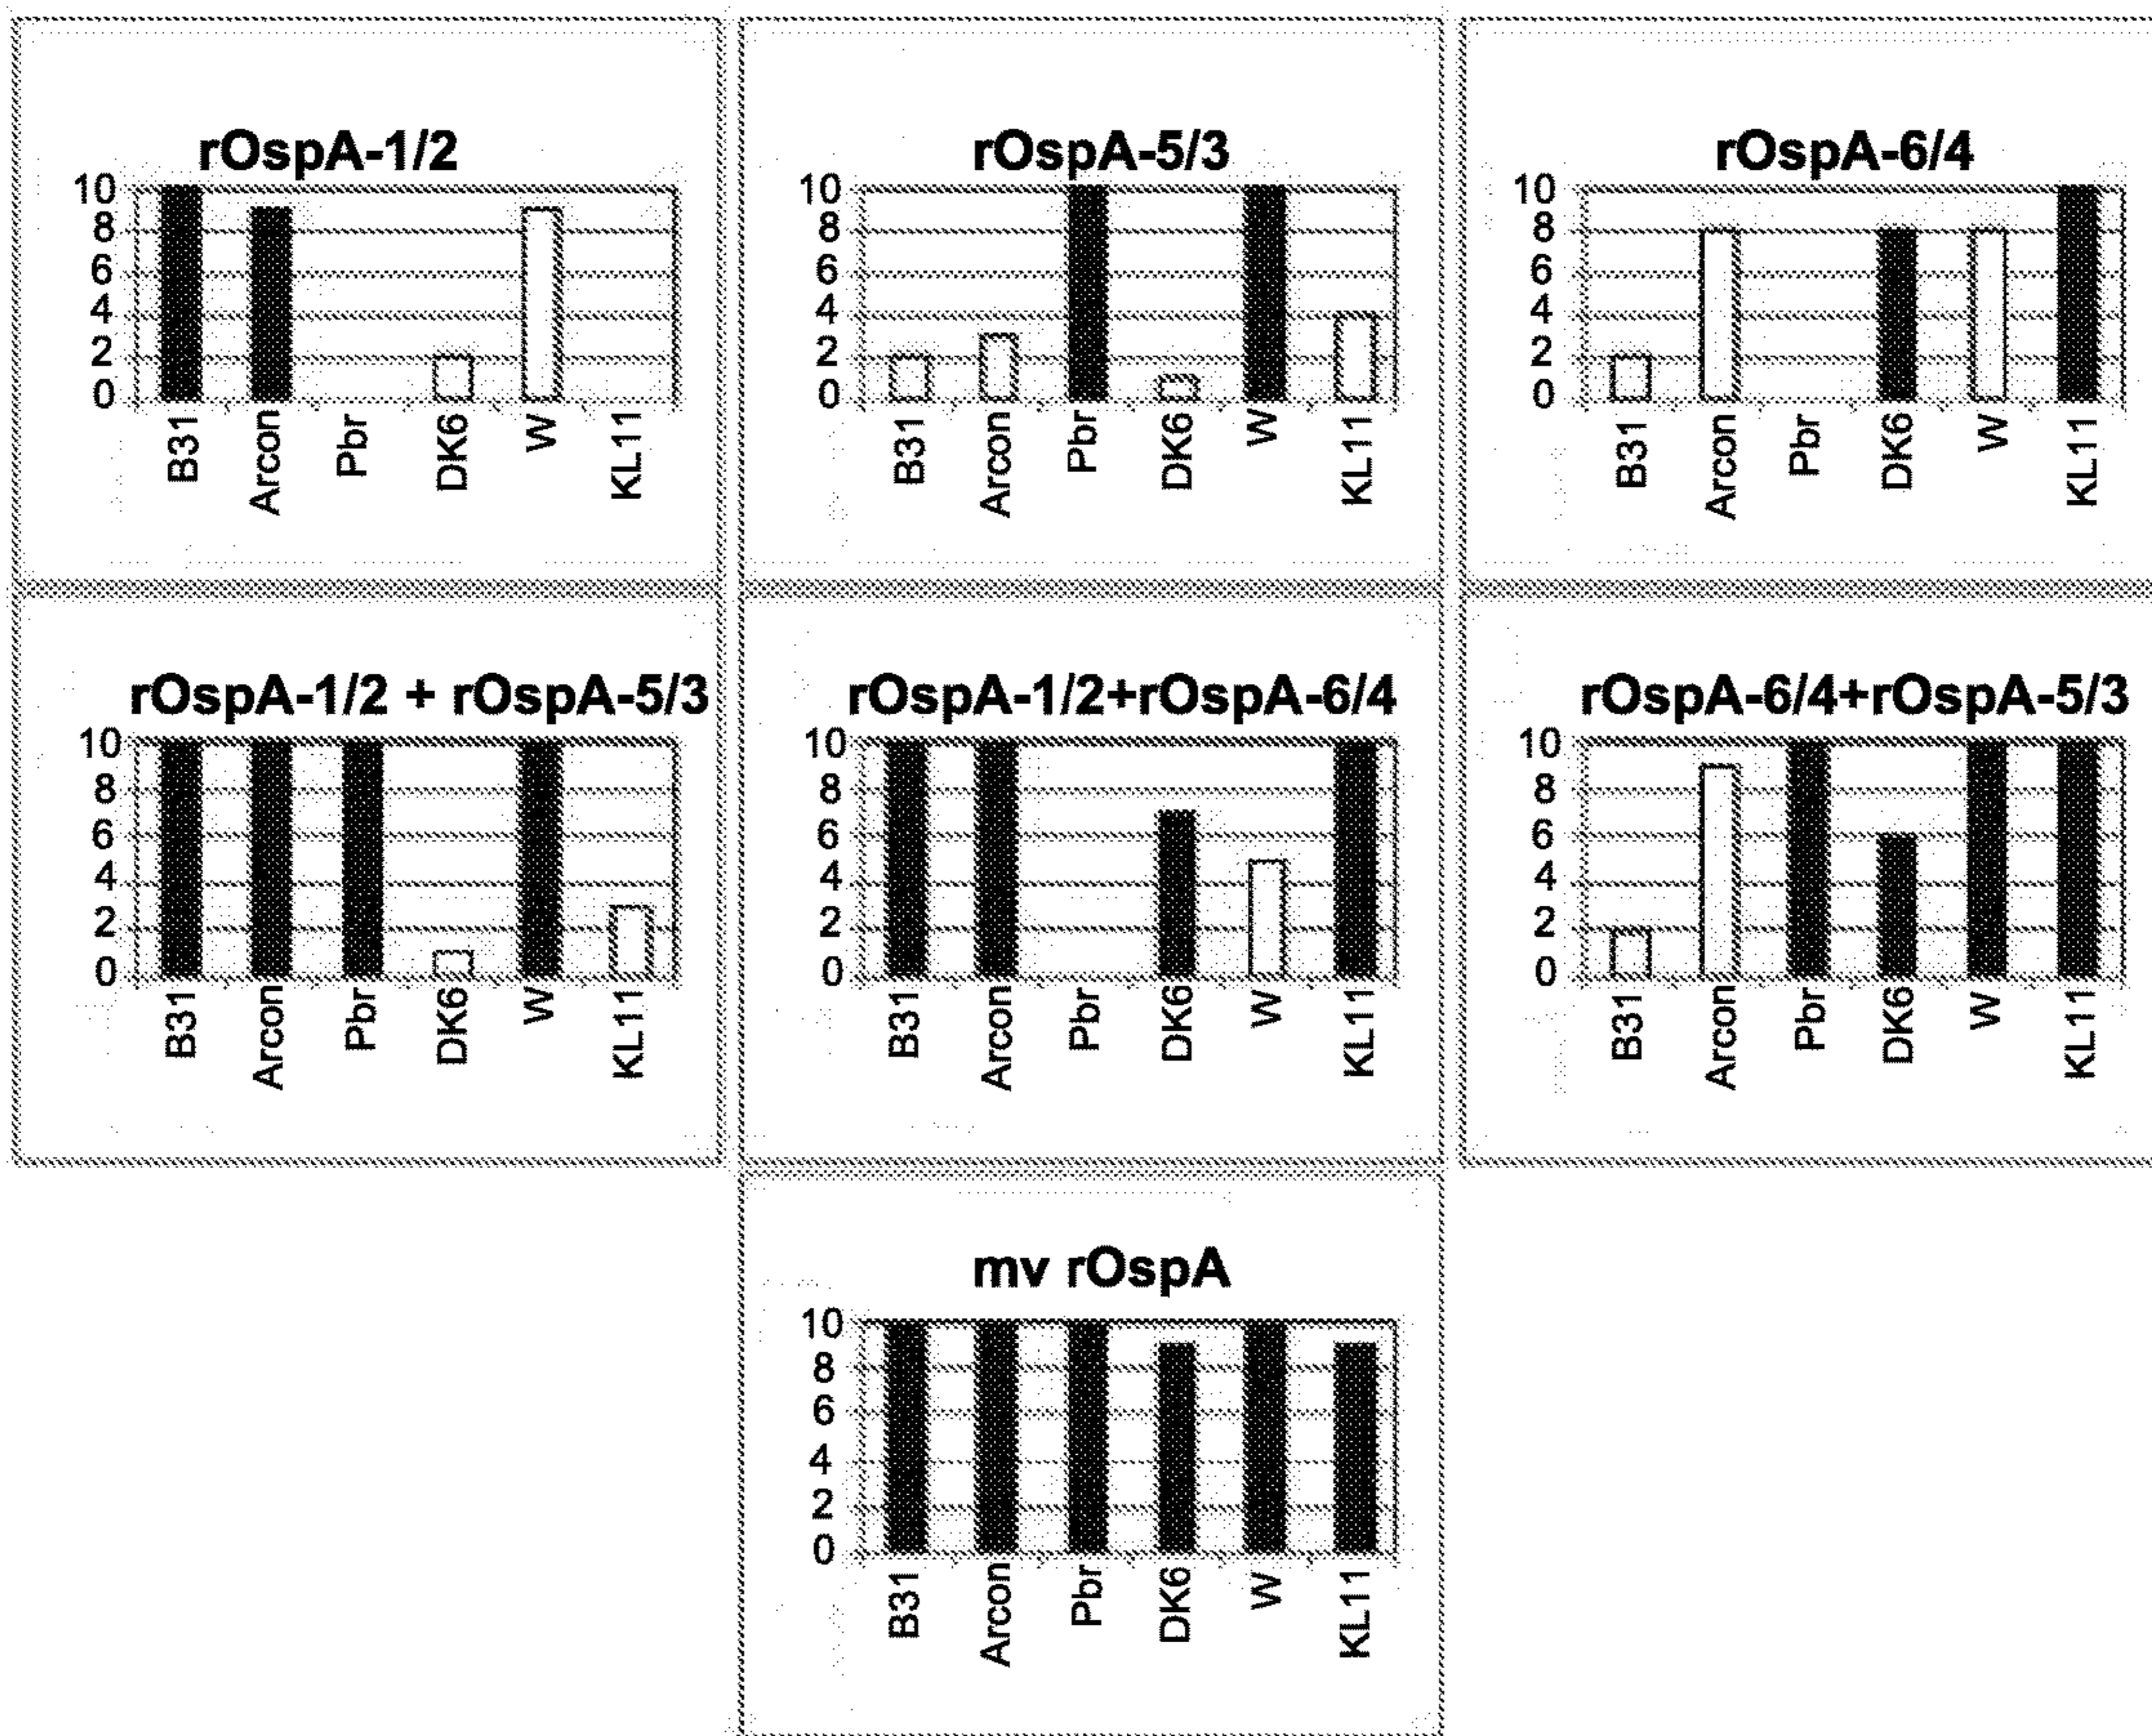 rOspA-1/2
10
8
6
4
2
0
B31
Arcon
Pbr
DK6
W
KL11
rOspA-5/3
10
8
6
4
2
0
B31
Arcon
Pbr
DK6
W
KL11
rOspA-6/4
10
8
6
4
2
0
B31
Arcon
Pbr
DK6
W
KL11
rOspA-1/2 + rOspA-5/3
10
8
6
4
2
0
B31
Arcon
Pbr
DK6
W
KL11
rOspA-1/2+rOspA-6/4
10
8
6
4
2
0
B31
Arcon
Pbr
DK6
W
KL11
rOspA-6/4+rOspA-5/3
10
8
6
4
2
0
B31
Arcon
Pbr
DK6
W
KL11
mv rOspA
10
8
6
4
2
0
B31
Arcon
Pbr
DK6
W
KL11